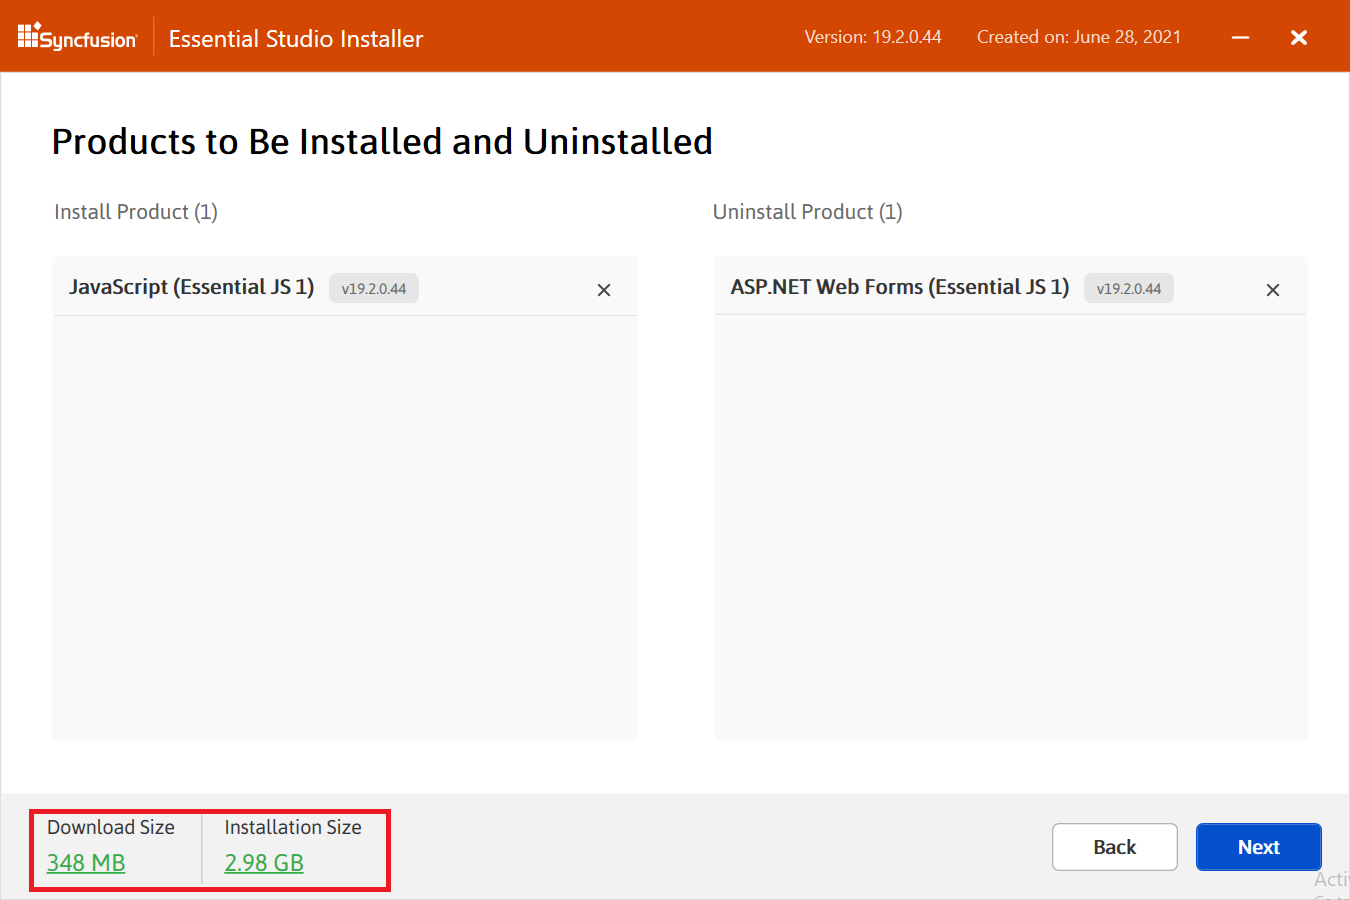 Syncfusion
Essential Studio Installer
Version: 19.2.0.44
Created on: June 28, 2021
Products to Be Installed and Uninstalled
Install Product (1)
Uninstall Product (1)
JavaScript (Essential JS 1) v19.2.0.44
ASP.NET Web Forms (Essential JS 1) v19.2.0.44
Download Size
348 MB
Installation Size
2.98 GB
Back
Next
Acti